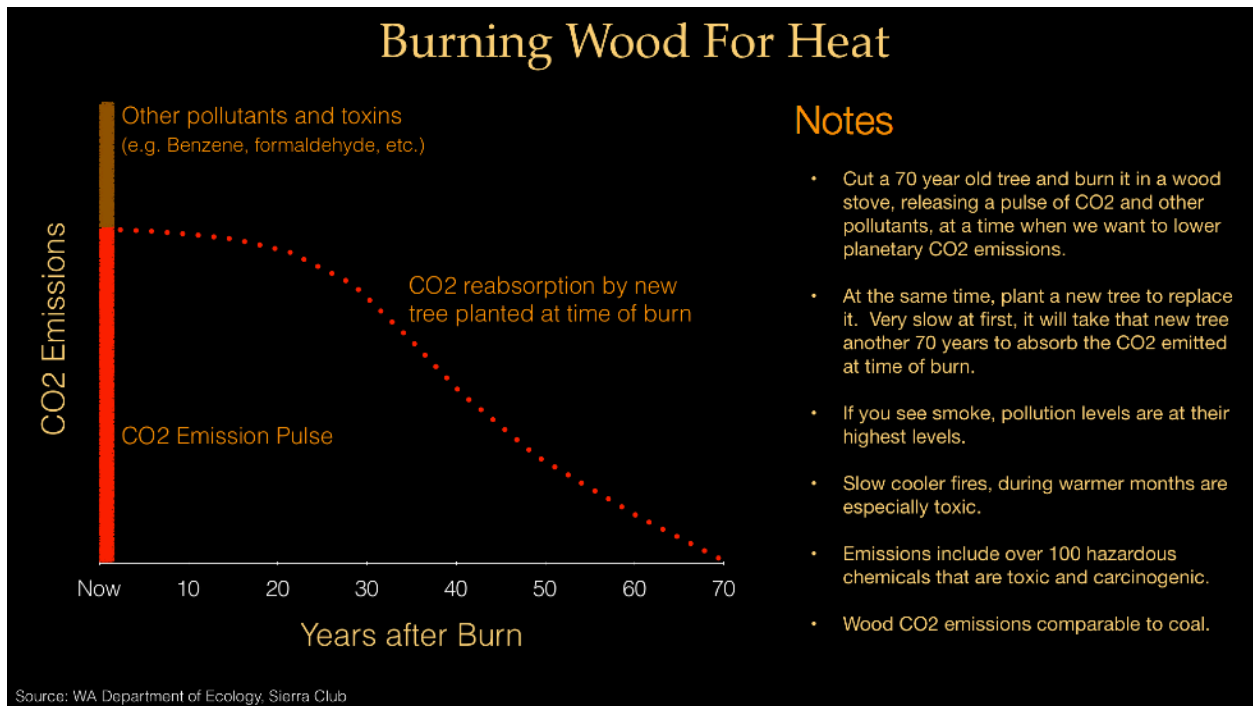 Burning Wood For Heat
Other pollutants and toxins
(e.g. Benzene, formaldehyde, etc.)
CO2 Emissions
CO2 reabsorption by new
tree planted at time of burn
CO2 Emission Pulse
Now 10 20 30 40 50 60 70
Years after Burn
Notes
• Cut a 70 year old tree and burn it in a wood
stove, releasing a pulse of CO2 and other
pollutants, at a time when we want to lower
planetary CO2 emissions.
• At the same time, plant a new tree to replace
it. Very slow at first, it will take that new tree
another 70 years to absorb the CO2 emitted
at time of burn.
• If you see smoke, pollution levels are at their
highest levels.
• Slow cooler fires, during warmer months are
especially toxic.
• Emissions include over 100 hazardous
chemicals that are toxic and carcinogenic.
• Wood CO2 emissions comparable to coal.
Source: WA Department of Ecology, Sierra Club